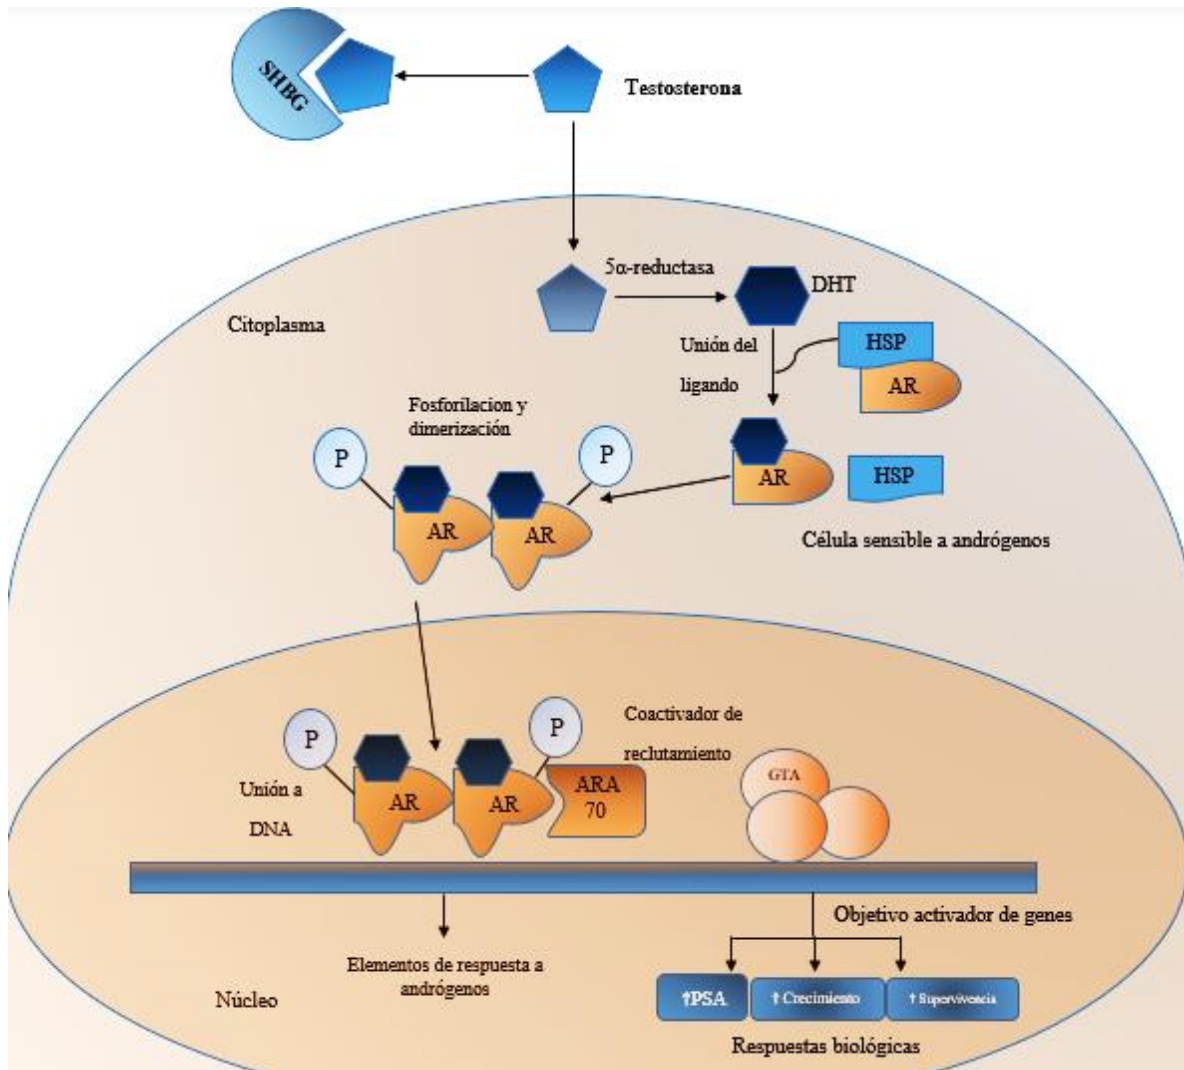 SHBG
Testosterona
5α-reductasa
DHT
Citoplasma
Unión del
ligando
HSP
AR
Fosforilacion y
dimerización
P
P
AR
AR
AR
HSP
Célula sensible a andrógenos
P
P
Coactivador de
reclutamiento
Unión a
DNA
AR
AR
ARA
70
GTA
Objetivo activador de genes
Elementos de respuesta a
andrógenos
Núcleo
↑PSA
↑ Crecimiento
↑ Supervivencia
Respuestas biológicas